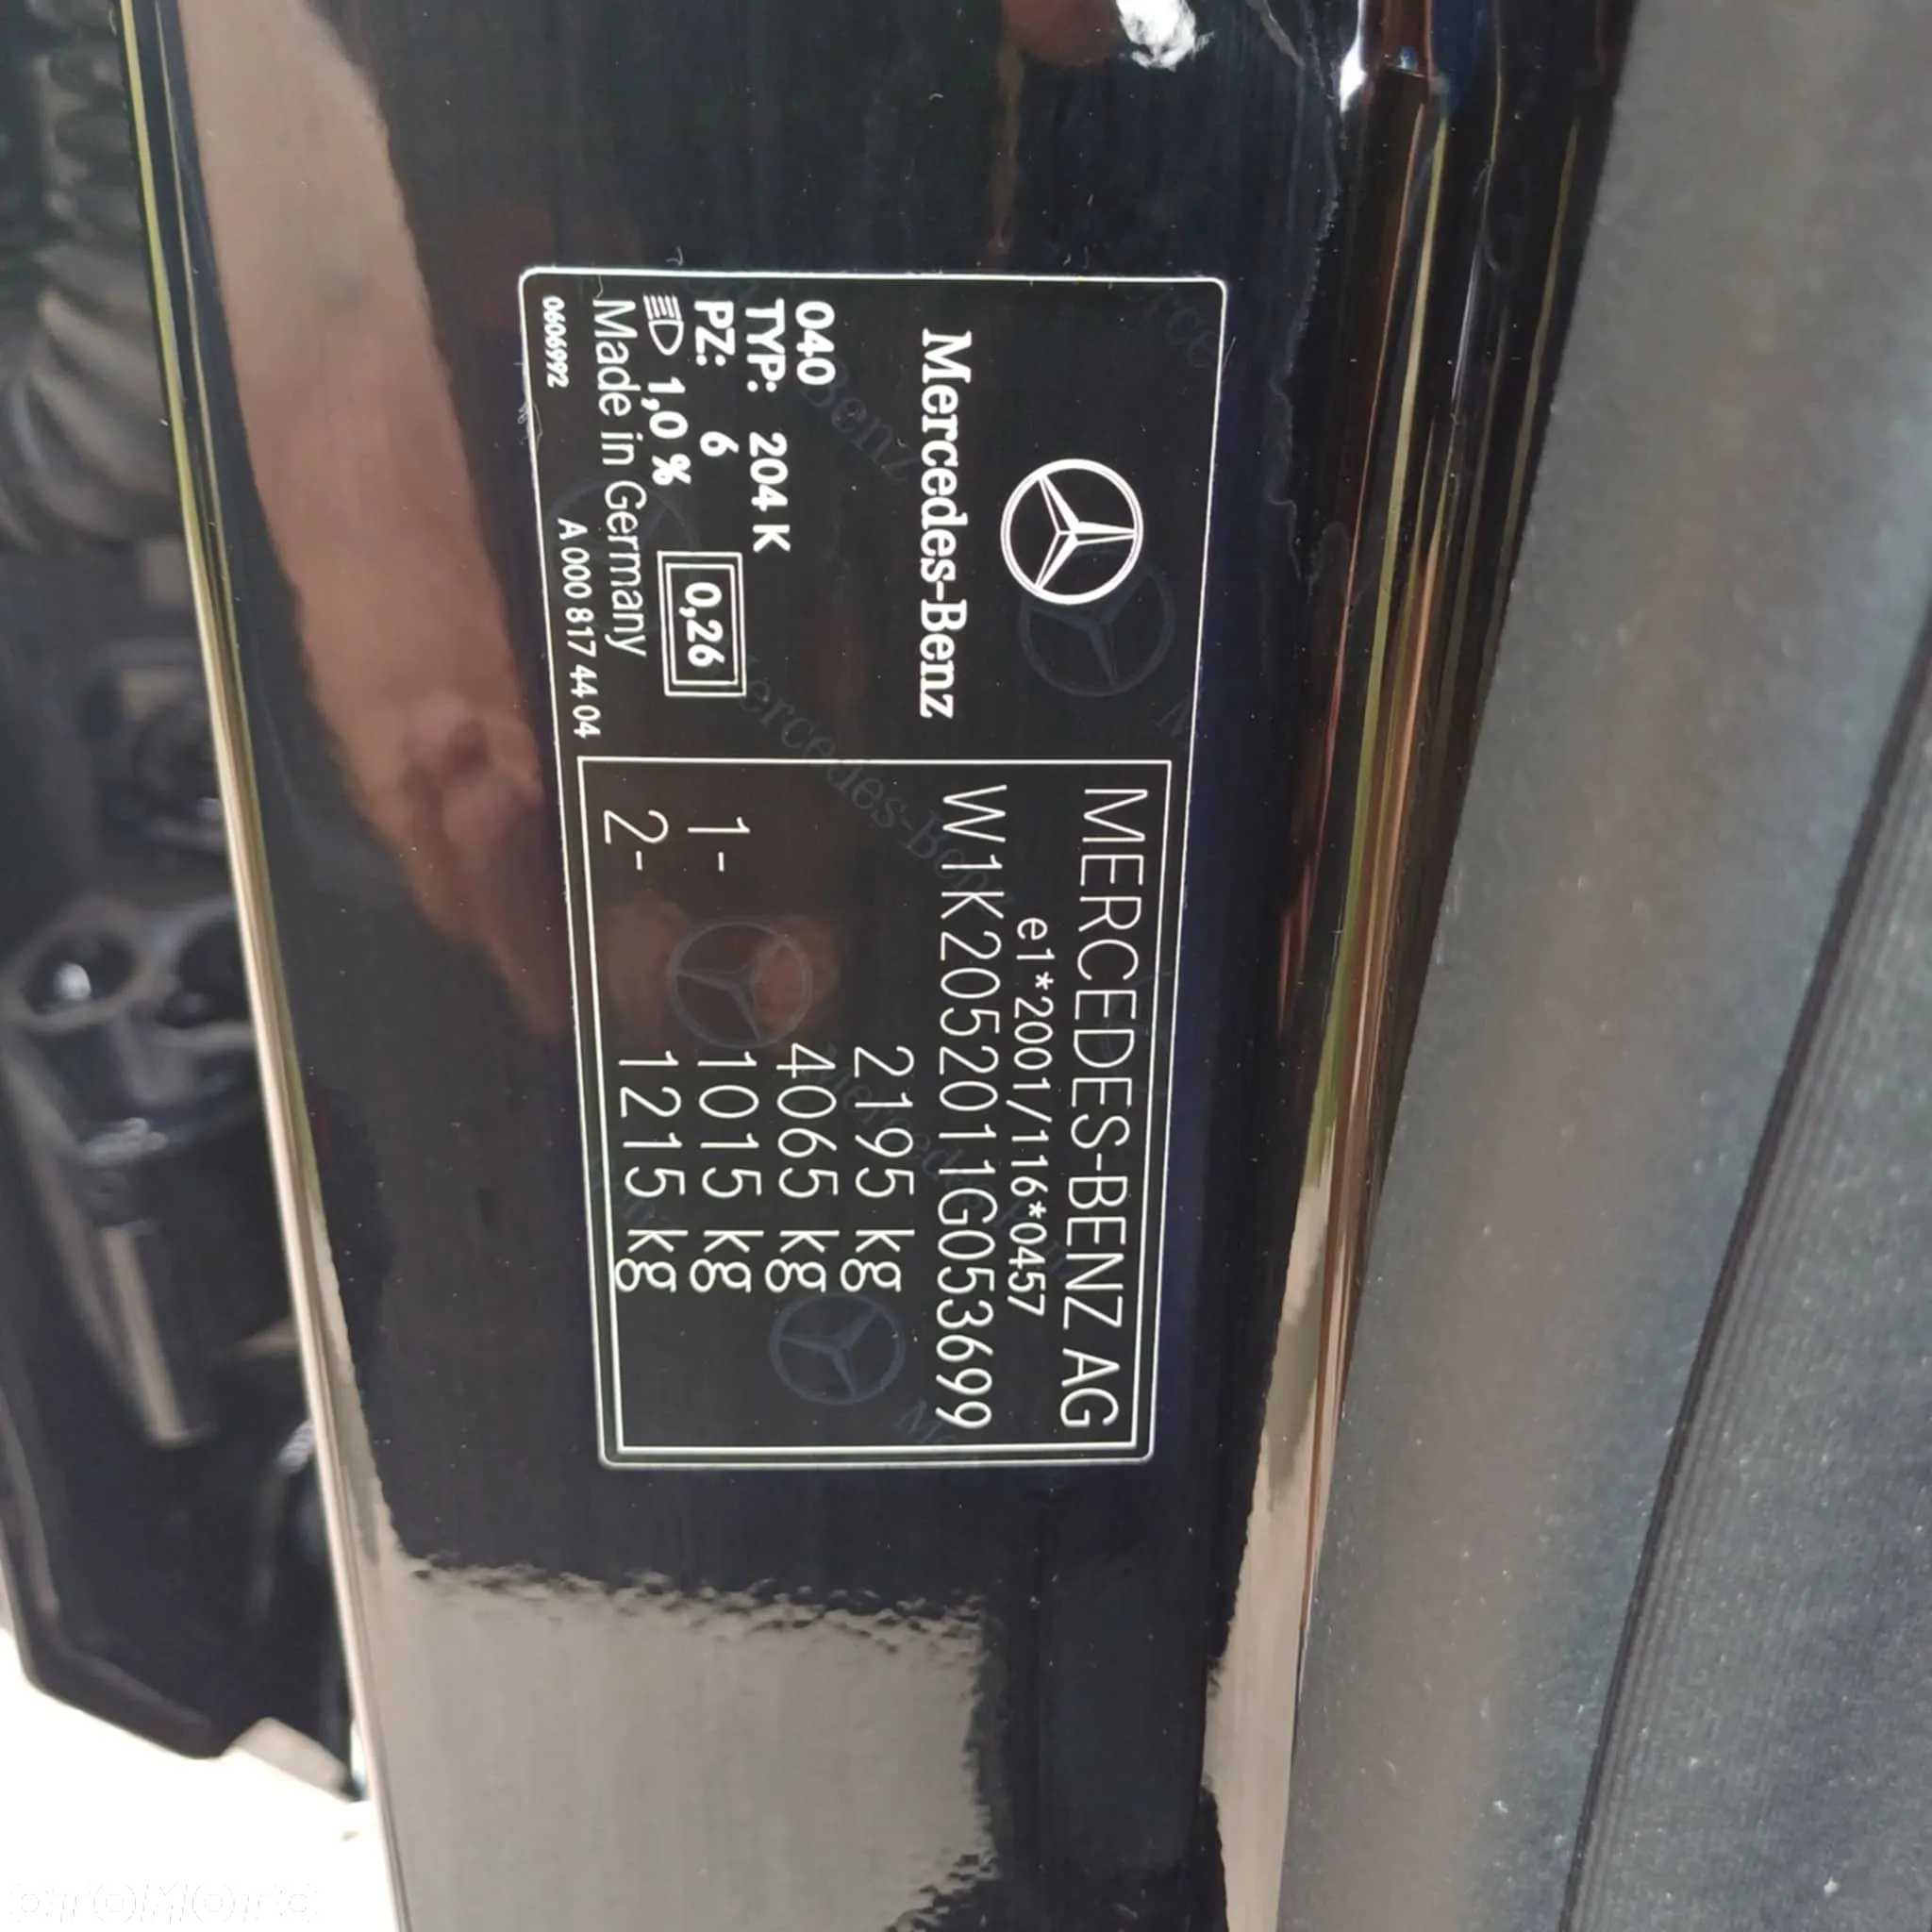 Mercedes-Benz
040
TYP: 204 K
PZ: 6
0,26
1,0 %
Made in Germany
0606992
A 000 817 44 04
MERCEDES-BENZ AG
e1*2001/116*0457
W1K2052011G053699
2195 kg
4065 kg
1- 1015 kg
2- 1215 kg
OTOMOTO